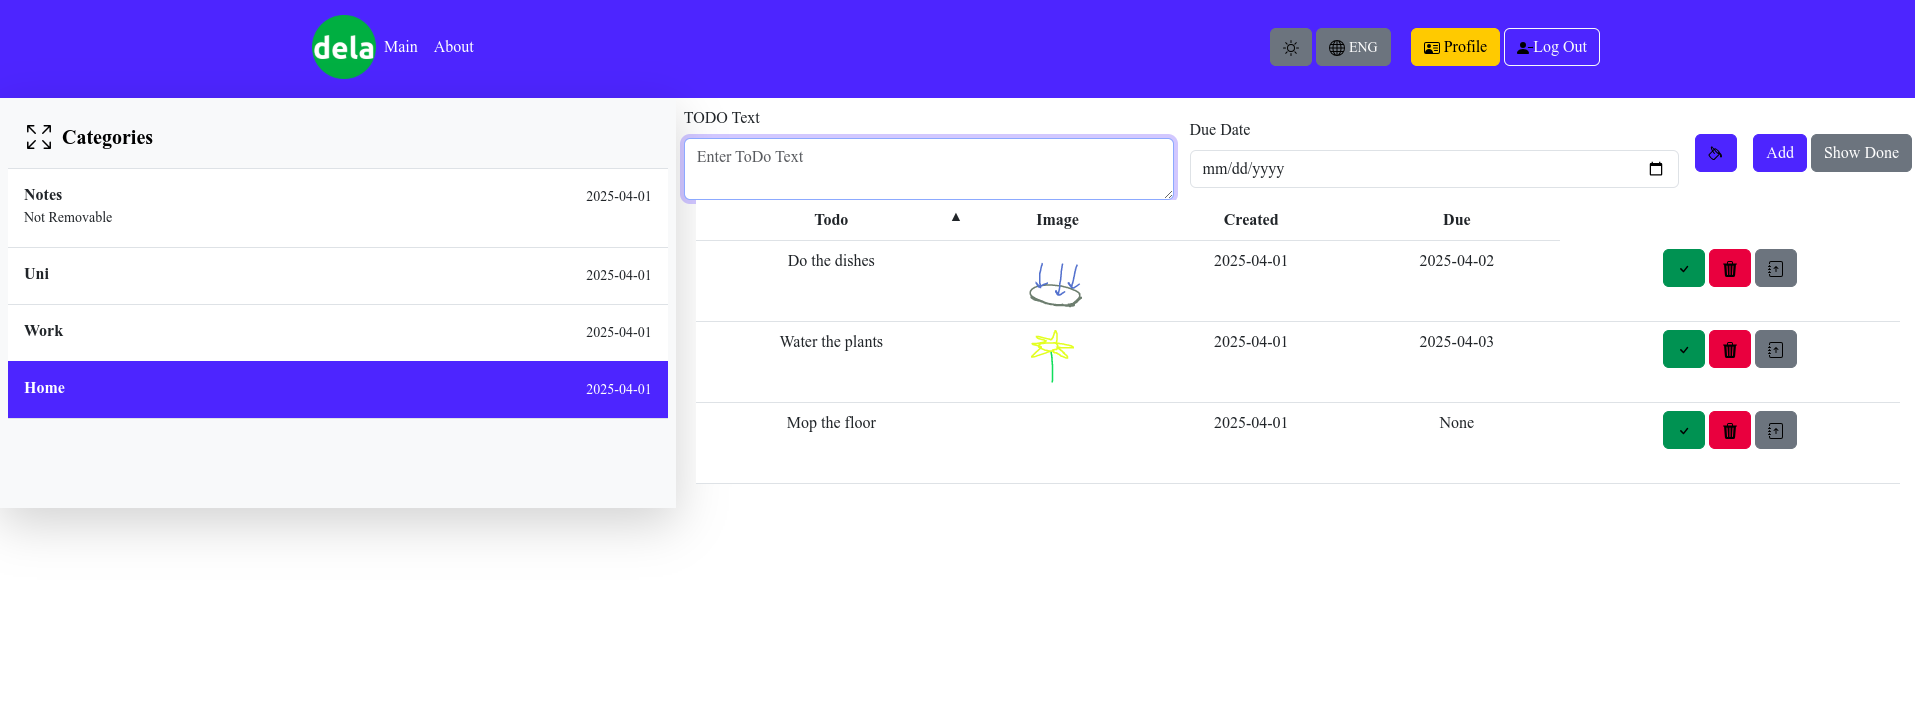 dela Main About ENG Profile Log Out
Categories
Notes 2025-04-01
Not Removable
Uni 2025-04-01
Work 2025-04-01
Home 2025-04-01
TODO Text
Enter ToDo Text
Due Date
mm/dd/yyyy
Add Show Done
Todo ▲ Image Created Due
Do the dishes 2025-04-01 2025-04-02
Water the plants 2025-04-01 2025-04-03
Mop the floor 2025-04-01 None